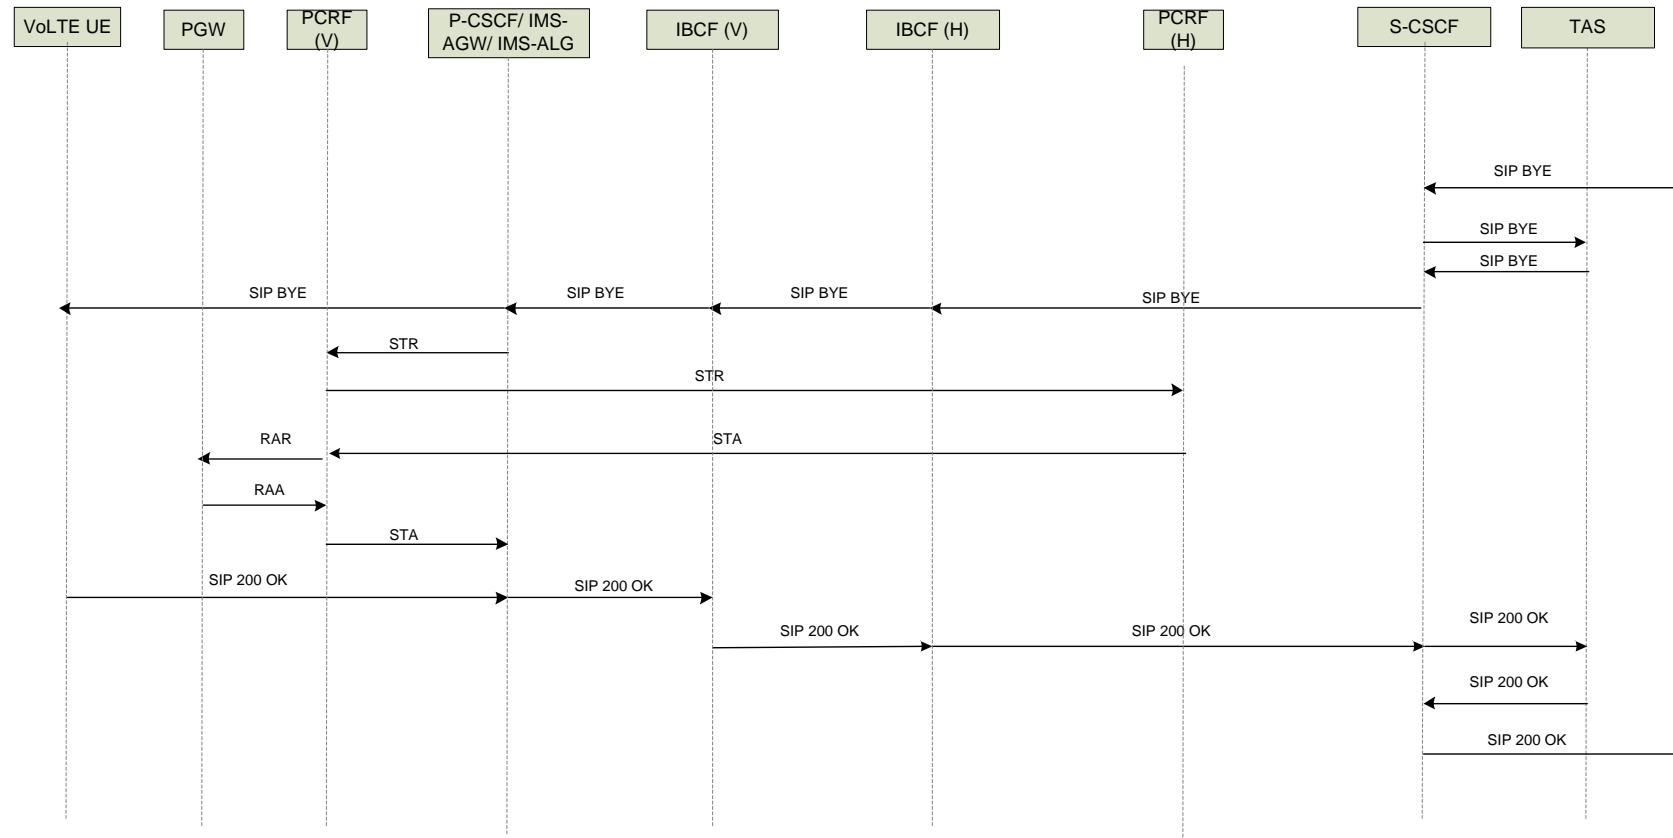 VoLTE UE
PGW
PCRF
(V)
P-CSCF/ IMS-
AGW/ IMS-ALG
IBCF (V)
IBCF (H)
PCRF
(H)
S-CSCF
TAS
SIP BYE
SIP BYE
SIP BYE
SIP BYE
SIP BYE
SIP BYE
SIP BYE
STR
STR
RAR
STA
RAA
STA
SIP 200 OK
SIP 200 OK
SIP 200 OK
SIP 200 OK
SIP 200 OK
SIP 200 OK
SIP 200 OK